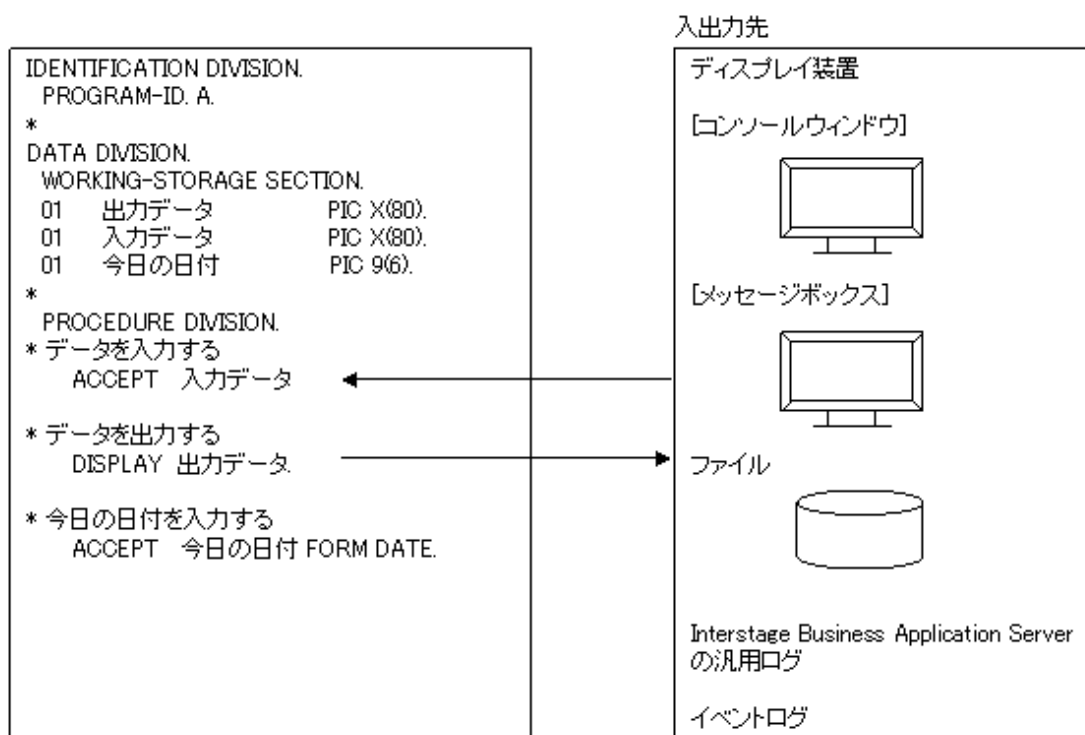 入出力先
IDENTIFICATION DIVISION.
PROGRAM-ID. A.
*
DATA DIVISION.
WORKING-STORAGE SECTION.
01 出力データ PIC X(80).
01 入力データ PIC X(80).
01 今日の日付 PIC 9(6).
*
PROCEDURE DIVISION.
* データを入力する
ACCEPT 入力データ
* データを出力する
DISPLAY 出力データ.
* 今日の日付を入力する
ACCEPT 今日の日付 FORM DATE.
ディスプレイ装置
[コンソールウィンドウ]
[メッセージボックス]
ファイル
Interstage Business Application Server
の汎用ログ
イベントログ